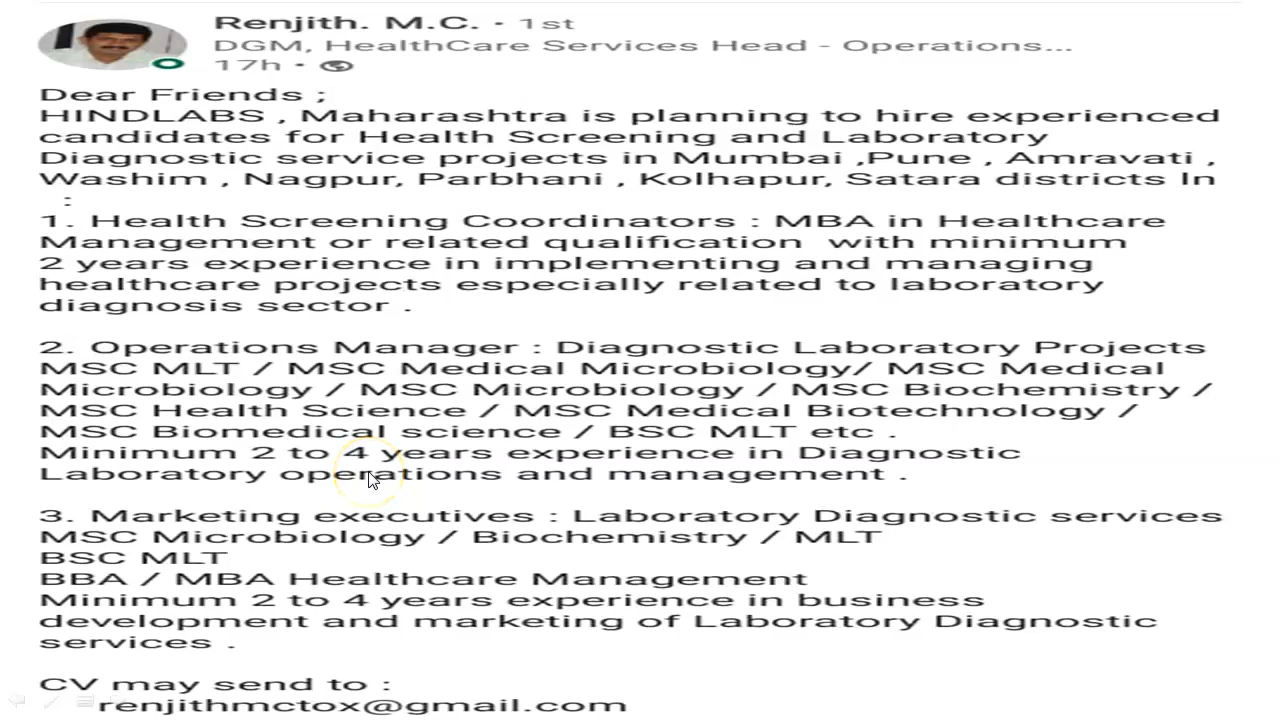 Renjith. M.C. • 1st
DGM, HealthCare Services Head - Operations...
17h •
Dear Friends ;
HINDLABS , Maharashtra is planning to hire experienced
candidates for Health Screening and Laboratory
Diagnostic service projects in Mumbai ,Pune , Amravati ,
Washim , Nagpur, Parbhani , Kolhapur, Satara districts In
:
1. Health Screening Coordinators : MBA in Healthcare
Management or related qualification with minimum
2 years experience in implementing and managing
healthcare projects especially related to laboratory
diagnosis sector .
2. Operations Manager : Diagnostic Laboratory Projects
MSC MLT / MSC Medical Microbiology/ MSC Medical
Microbiology / MSC Microbiology / MSC Biochemistry /
MSC Health Science / MSC Medical Biotechnology /
MSC Biomedical science / BSC MLT etc .
Minimum 2 to 4 years experience in Diagnostic
Laboratory operations and management .
3. Marketing executives : Laboratory Diagnostic services
MSC Microbiology / Biochemistry / MLT
BSC MLT
BBA / MBA Healthcare Management
Minimum 2 to 4 years experience in business
development and marketing of Laboratory Diagnostic
services .
CV may send to :
renjithmctox@gmail.com